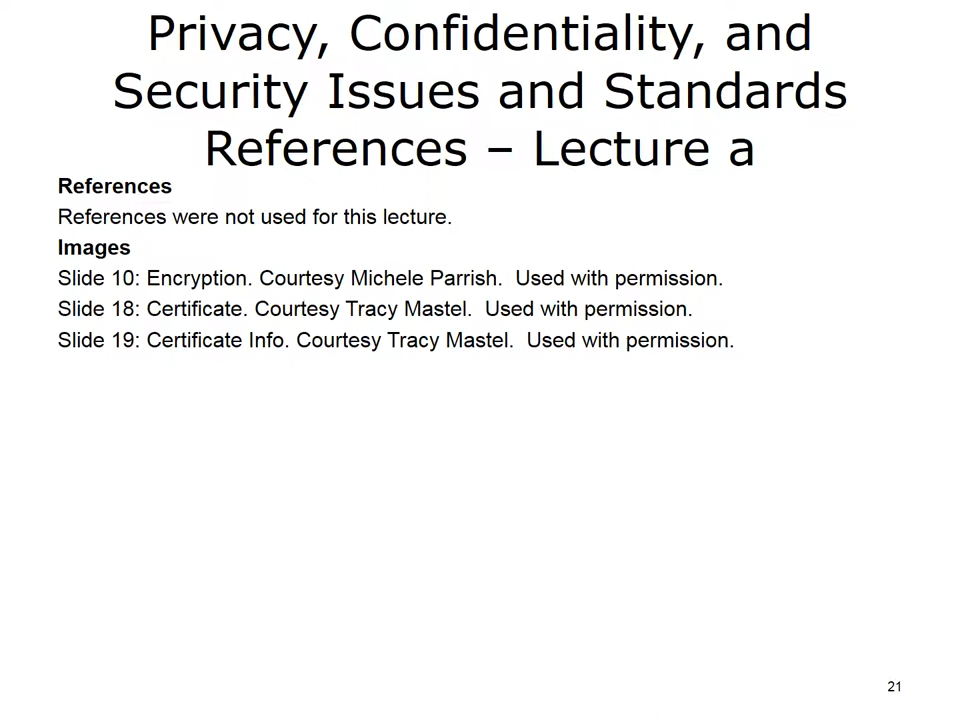 Privacy, Confidentiality, and
Security Issues and Standards
References – Lecture a
References
References were not used for this lecture.
Images
Slide 10: Encryption. Courtesy Michele Parrish.  Used with permission.
Slide 18: Certificate. Courtesy Tracy Mastel.  Used with permission.
Slide 19: Certificate Info. Courtesy Tracy Mastel.  Used with permission.
21